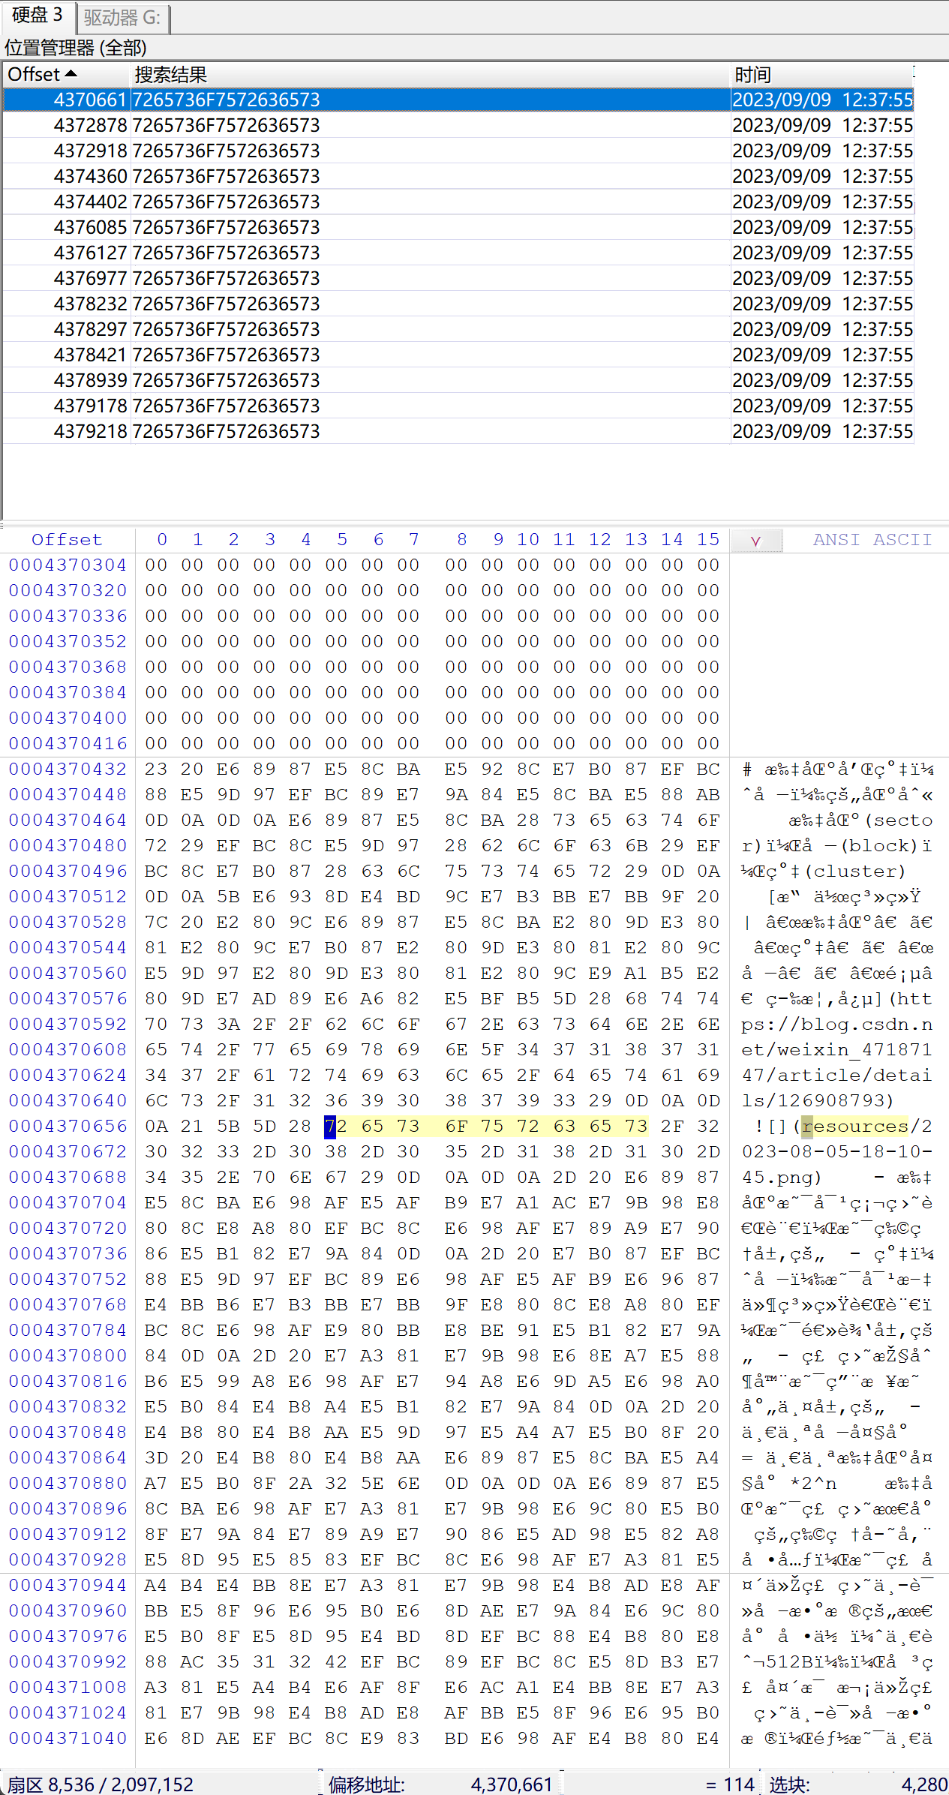 硬盘 3 驱动器 G:
位置管理器 (全部)
Offset 搜索结果 时间
4370661 7265736F7572636573 2023/09/09 12:37:55
4372878 7265736F7572636573 2023/09/09 12:37:55
4372918 7265736F7572636573 2023/09/09 12:37:55
4374360 7265736F7572636573 2023/09/09 12:37:55
4374402 7265736F7572636573 2023/09/09 12:37:55
4376085 7265736F7572636573 2023/09/09 12:37:55
4376127 7265736F7572636573 2023/09/09 12:37:55
4376977 7265736F7572636573 2023/09/09 12:37:55
4378232 7265736F7572636573 2023/09/09 12:37:55
4378297 7265736F7572636573 2023/09/09 12:37:55
4378421 7265736F7572636573 2023/09/09 12:37:55
4378939 7265736F7572636573 2023/09/09 12:37:55
4379178 7265736F7572636573 2023/09/09 12:37:55
4379218 7265736F7572636573 2023/09/09 12:37:55
Offset 0 1 2 3 4 5 6 7 8 9 10 11 12 13 14 15 ANSI ASCII
0004370304 00 00 00 00 00 00 00 00 00 00 00 00 00 00 00 00
0004370320 00 00 00 00 00 00 00 00 00 00 00 00 00 00 00 00
0004370336 00 00 00 00 00 00 00 00 00 00 00 00 00 00 00 00
0004370352 00 00 00 00 00 00 00 00 00 00 00 00 00 00 00 00
0004370368 00 00 00 00 00 00 00 00 00 00 00 00 00 00 00 00
0004370384 00 00 00 00 00 00 00 00 00 00 00 00 00 00 00 00
0004370400 00 00 00 00 00 00 00 00 00 00 00 00 00 00 00 00
0004370416 00 00 00 00 00 00 00 00 00 00 00 00 00 00 00 00
0004370432 23 20 E6 89 87 E5 8C BA E5 92 8C E7 B0 87 EF BC # æ‰‡åŒºå’Œç°‡ï¼
0004370448 88 E5 9D 97 EF BC 89 E7 9A 84 E5 8C BA E5 88 AB ˆå —ï¼‰çš„åŒºåˆ«
0004370464 0D 0A 0D 0A E6 89 87 E5 8C BA 28 73 65 63 74 6F æ‰‡åŒº(secto
0004370480 72 29 EF BC 8C E5 9D 97 28 62 6C 6F 63 6B 29 EF r)ï¼Œå —(block)ï
0004370496 BC 8C E7 B0 87 28 63 6C 75 73 74 65 72 29 0D 0A ¼Œç°‡(cluster)
0004370512 0D 0A 5B E6 93 8D E4 BD 9C E7 B3 BB E7 BB 9F 20 [æ“ ä½œç³»ç»Ÿ
0004370528 7C 20 E2 80 9C E6 89 87 E5 8C BA E2 80 9D E3 80 | â€œæ‰‡åŒºâ€ ã€
0004370544 81 E2 80 9C E7 B0 87 E2 80 9D E3 80 81 E2 80 9C â€œç°‡â€ ã€ â€œ
0004370560 E5 9D 97 E2 80 9D E3 80 81 E2 80 9C E9 A1 B5 E2 å —â€ ã€ â€œé¡µâ
0004370576 80 9D E7 AD 89 E6 A6 82 E5 BF B5 5D 28 68 74 74 € ç-‰æ¦‚å¿µ](htt
0004370592 70 73 3A 2F 2F 62 6C 6F 67 2E 63 73 64 6E 2E 6E ps://blog.csdn.n
0004370608 65 74 2F 77 65 69 78 69 6E 5F 34 37 31 38 37 31 et/weixin_471871
0004370624 34 37 2F 61 72 74 69 63 6C 65 2F 64 65 74 61 69 47/article/detai
0004370640 6C 73 2F 31 32 36 39 30 38 37 39 33 29 0D 0A 0D ls/126908793)
0004370656 0A 21 5B 5D 28 72 65 73 6F 75 72 63 65 73 2F 32 ![](resources/2
0004370672 30 32 33 2D 30 38 2D 30 35 2D 31 38 2D 31 30 2D 023-08-05-18-10-
0004370688 34 35 2E 70 6E 67 29 0D 0A 0D 0A 2D 20 E6 89 87 45.png) - æ‰‡
0004370704 E5 8C BA E6 98 AF E5 AF B9 E7 A1 AC E7 9B 98 E8 åŒºæ˜¯å¯¹ç¡¬ç›˜è
0004370720 80 8C E8 A8 80 EF BC 8C E6 98 AF E7 89 A9 E7 90 €Œè¨€ï¼Œæ˜¯ç‰©ç
0004370736 86 E5 B1 82 E7 9A 84 0D 0A 2D 20 E7 B0 87 EF BC †å±‚çš„ - ç°‡ï¼
0004370752 88 E5 9D 97 EF BC 89 E6 98 AF E5 AF B9 E6 96 87 ˆå —ï¼‰æ˜¯å¯¹æ–‡
0004370768 E4 BB B6 E7 B3 BB E7 BB 9F E8 80 8C E8 A8 80 EF ä»¶ç³»ç»Ÿè€Œè¨€ï
0004370784 BC 8C E6 98 AF E9 80 BB E8 BE 91 E5 B1 82 E7 9A ¼Œæ˜¯é€»è¾‘å±‚çš
0004370800 84 0D 0A 2D 20 E7 A3 81 E7 9B 98 E6 8E A7 E5 88 „ - ç£ ç›˜æŽ§åˆ
0004370816 B6 E5 99 A8 E6 98 AF E7 94 A8 E6 9D A5 E6 98 A0 ¶å™¨æ˜¯ç”¨æ ¥æ˜
0004370832 E5 B0 84 E4 B8 A4 E5 B1 82 E7 9A 84 0D 0A 2D 20 å°„ä¸¤å±‚çš„ -
0004370848 E4 B8 80 E4 B8 AA E5 9D 97 E5 A4 A7 E5 B0 8F 20 ä¸€ä¸ªå —å¤§å°
0004370864 3D 20 E4 B8 80 E4 B8 AA E6 89 87 E5 8C BA E5 A4 = ä¸€ä¸ªæ‰‡åŒºå¤
0004370880 A7 E5 B0 8F 2A 32 5E 6E 0D 0A 0D 0A E6 89 87 E5 §å° *2^n æ‰‡å
0004370896 8C BA E6 98 AF E7 A3 81 E7 9B 98 E6 9C 80 E5 B0 Œºæ˜¯ç£ ç›˜æœ€å°
0004370912 8F E7 9A 84 E7 89 A9 E7 90 86 E5 AD 98 E5 82 A8 çš„ç‰©ç †å-˜å‚¨
0004370928 E5 8D 95 E5 85 83 EF BC 8C E6 98 AF E7 A3 81 E5 å •å…ƒï¼Œæ˜¯ç£ å
0004370944 A4 B4 E4 BB 8E E7 A3 81 E7 9B 98 E4 B8 AD E8 AF ¤´ä»Žç£ ç›˜ä¸-è¯
0004370960 BB E5 8F 96 E6 95 B0 E6 8D AE E7 9A 84 E6 9C 80 »å –æ•°æ ®çš„æœ€
0004370976 E5 B0 8F E5 8D 95 E4 BD 8D EF BC 88 E4 B8 80 E8 å° å •ä½ ï¼ˆä¸€è
0004370992 88 AC 35 31 32 42 EF BC 89 EF BC 8C E5 8D B3 E7 ˆ¬512Bï¼‰ï¼Œå ³ç
0004371008 A3 81 E5 A4 B4 E6 AF 8F E6 AC A1 E4 BB 8E E7 A3 £ å¤´æ¯ æ¬¡ä»Žç£
0004371024 81 E7 9B 98 E4 B8 AD E8 AF BB E5 8F 96 E6 95 B0 ç›˜ä¸-è¯»å –æ•°
0004371040 E6 8D AE EF BC 8C E9 83 BD E6 98 AF E4 B8 80 E4 æ ®ï¼Œéƒ½æ˜¯ä¸€ä
扇区 8,536 / 2,097,152 偏移地址: 4,370,661 = 114 选块: 4,280